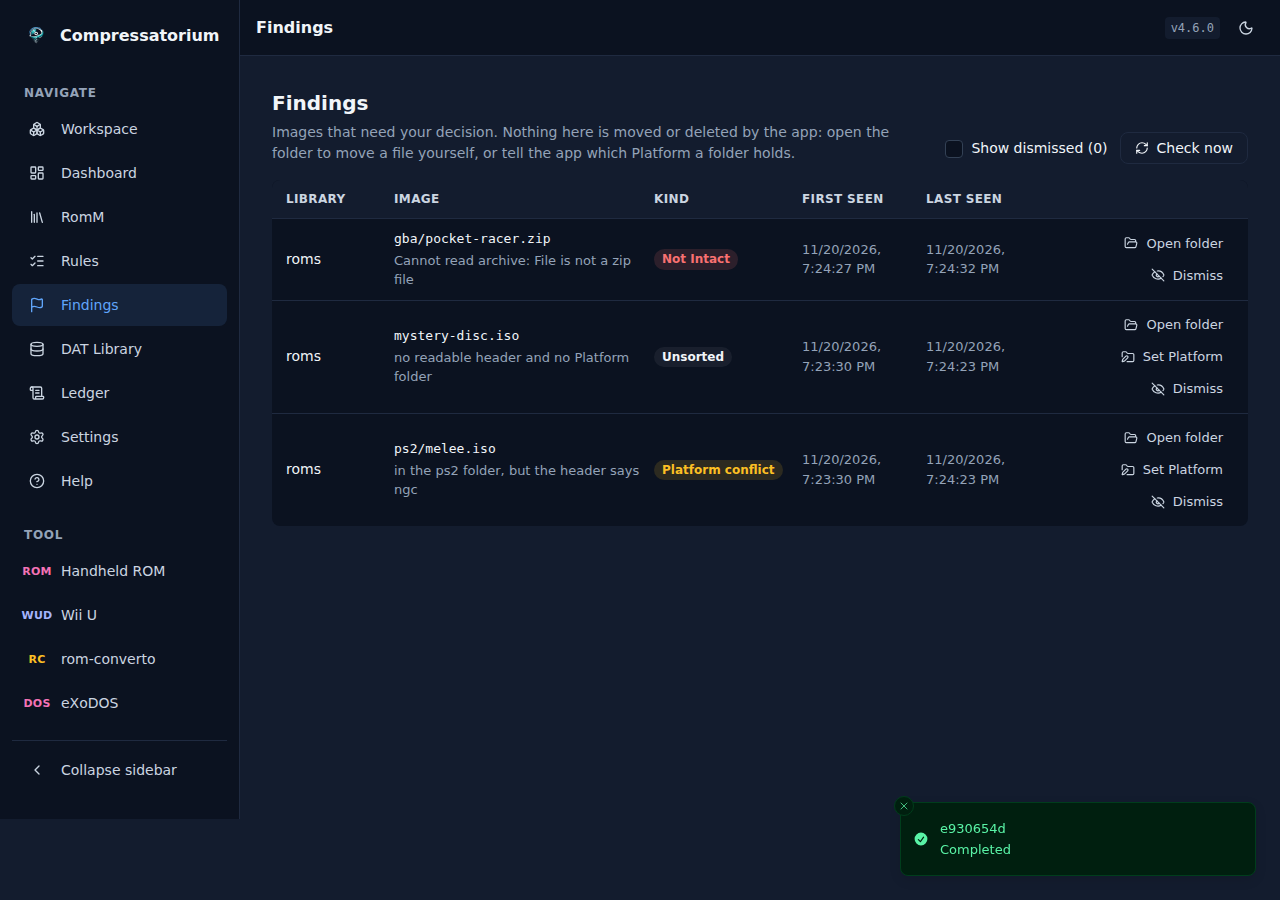 Compressatorium
Findings
v4.6.0
NAVIGATE
Workspace
Dashboard
RomM
Rules
Findings
DAT Library
Ledger
Settings
Help
TOOL
ROM Handheld ROM
WUD Wii U
RC rom-converto
DOS eXoDOS
Collapse sidebar
Findings
Images that need your decision. Nothing here is moved or deleted by the app: open the
folder to move a file yourself, or tell the app which Platform a folder holds.
Show dismissed (0)
Check now
LIBRARY IMAGE KIND FIRST SEEN LAST SEEN
roms
gba/pocket-racer.zip
Cannot read archive: File is not a zip
file
Not Intact
11/20/2026,
7:24:27 PM
11/20/2026,
7:24:32 PM
Open folder
Dismiss
roms
mystery-disc.iso
no readable header and no Platform
folder
Unsorted
11/20/2026,
7:23:30 PM
11/20/2026,
7:24:23 PM
Open folder
Set Platform
Dismiss
roms
ps2/melee.iso
in the ps2 folder, but the header says
ngc
Platform conflict
11/20/2026,
7:23:30 PM
11/20/2026,
7:24:23 PM
Open folder
Set Platform
Dismiss
e930654d
Completed